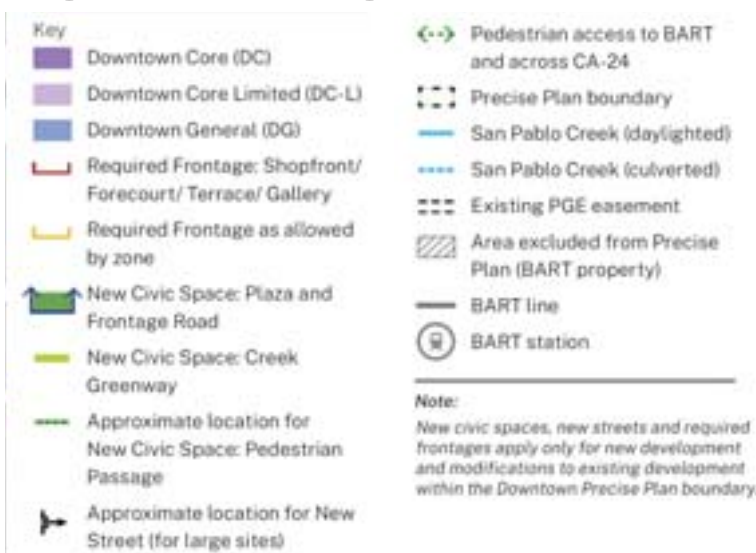 Key
Downtown Core (DC)
Downtown Core Limited (DC-L)
Downtown General (DG)
Required Frontage: Shopfront/
Forecourt/ Terrace/ Gallery
Required Frontage as allowed
by zone
New Civic Space: Plaza and
Frontage Road
New Civic Space: Creek
Greenway
Approximate location for
New Civic Space: Pedestrian
Passage
Approximate location for New
Street (for large sites)
Pedestrian access to BART
and across CA-24
Precise Plan boundary
San Pablo Creek (daylighted)
San Pablo Creek (culverted)
Existing PGE easement
Area excluded from Precise
Plan (BART property)
BART line
BART station
Note:
New civic spaces, new streets and required
frontages apply only for new development
and modifications to existing development
within the Downtown Precise Plan boundary.